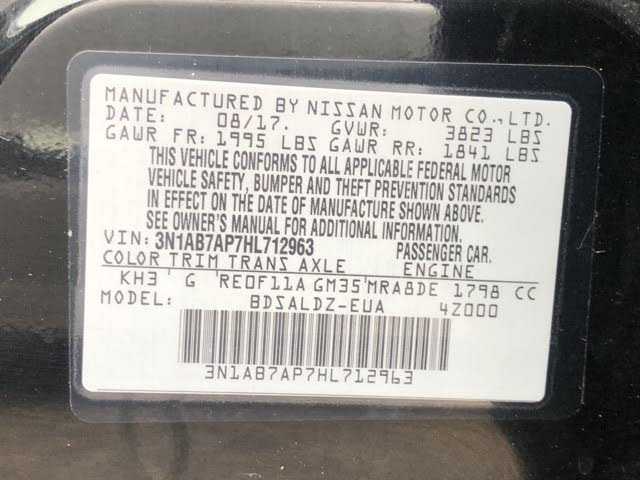 MANUFACTURED BY NISSAN MOTOR CO.,LTD.
DATE: 08/17. GVWR: 3823 LBS
GAWR FR: 1995 LBS GAWR RR: 1841 LBS
THIS VEHICLE CONFORMS TO ALL APPLICABLE FEDERAL MOTOR
VEHICLE SAFETY, BUMPER AND THEFT PREVENTION STANDARDS
IN EFFECT ON THE DATE OF MANUFACTURE SHOWN ABOVE.
SEE OWNER'S MANUAL FOR ADDITIONAL INFORMATION.
VIN: 3N1AB7AP7HL712963 PASSENGER CAR.
COLOR TRIM TRANS AXLE ENGINE
KH3 ' G 'RE0F11A GM35'MRA8DE 1798 CC
MODEL: BDSALDZ-EUA 4Z000
3N1AB7AP7HL712963